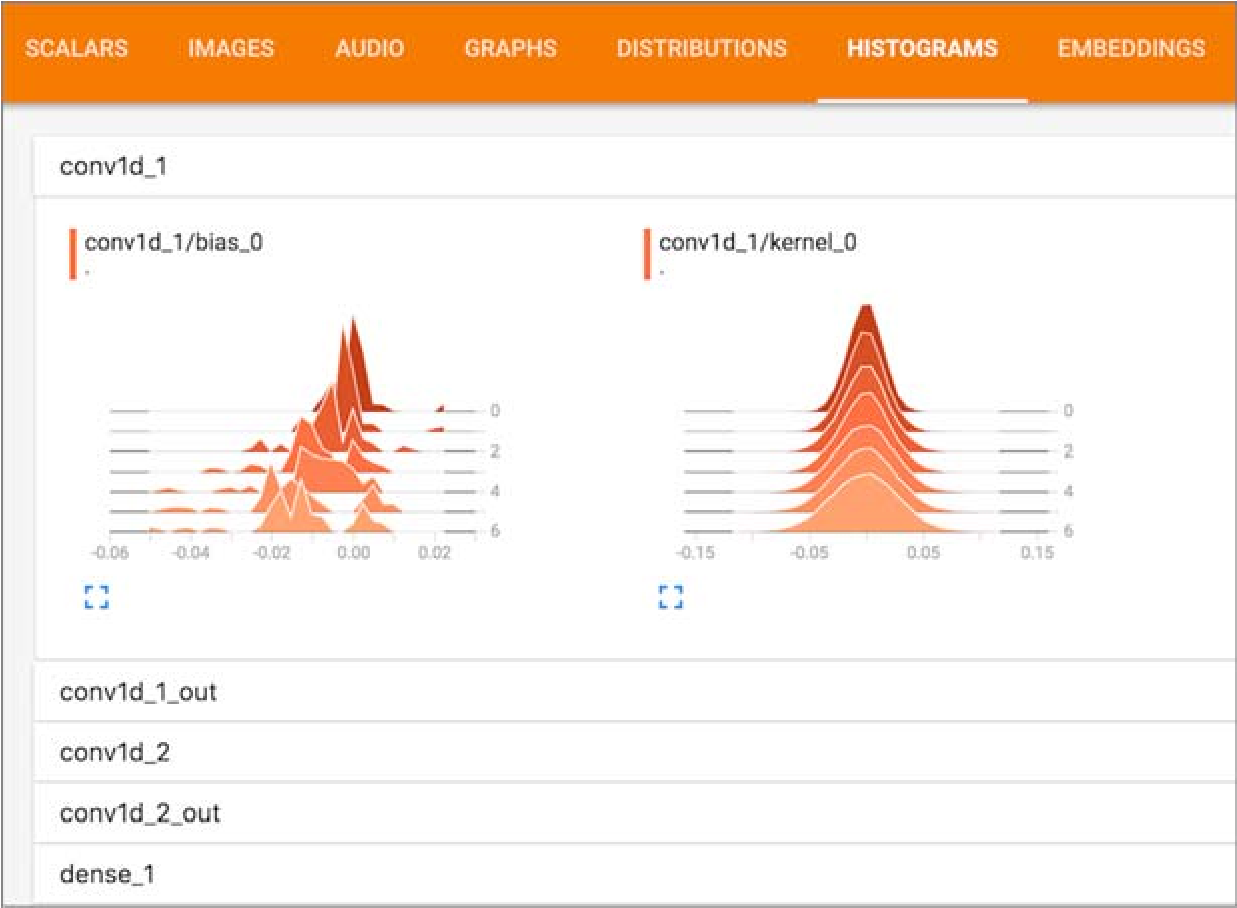 SCALARS IMAGES AUDIO GRAPHS DISTRIBUTIONS HISTOGRAMS EMBEDDINGS
conv1d_1
conv1d_1/bias_0
.
0
2
4
6
-0.06 -0.04 -0.02 0.00 0.02
conv1d_1/kernel_0
.
0
2
4
6
-0.15 -0.05 0.05 0.15
conv1d_1_out
conv1d_2
conv1d_2_out
dense_1